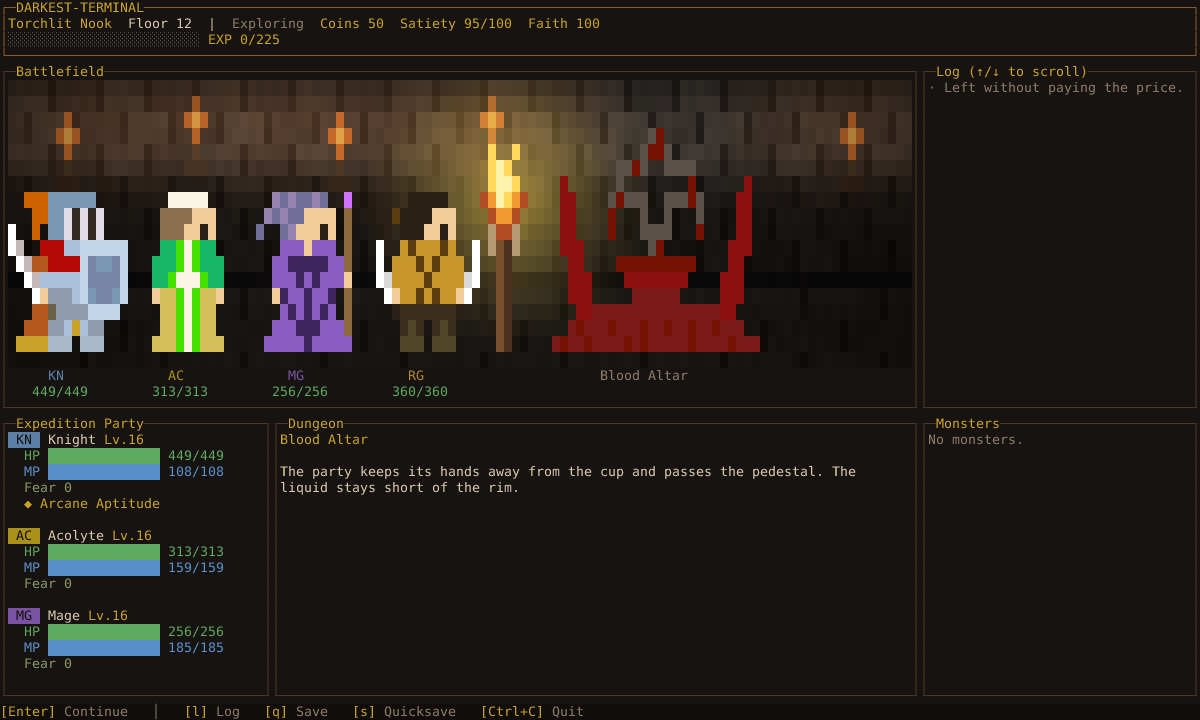 DARKEST-TERMINAL
Torchlit Nook  Floor 12  |  Exploring  Coins 50  Satiety 95/100  Faith 100
EXP 0/225
Battlefield
KN AC MG RG Blood Altar
449/449 313/313 256/256 360/360
Log (↑/↓ to scroll)
· Left without paying the price.
Expedition Party
KN Knight Lv.16
HP 449/449
MP 108/108
Fear 0
◆ Arcane Aptitude
AC Acolyte Lv.16
HP 313/313
MP 159/159
Fear 0
MG Mage Lv.16
HP 256/256
MP 185/185
Fear 0
Dungeon
Blood Altar
The party keeps its hands away from the cup and passes the pedestal. The
liquid stays short of the rim.
Monsters
No monsters.
[Enter] Continue  |  [l] Log  [q] Save  [s] Quicksave  [Ctrl+C] Quit